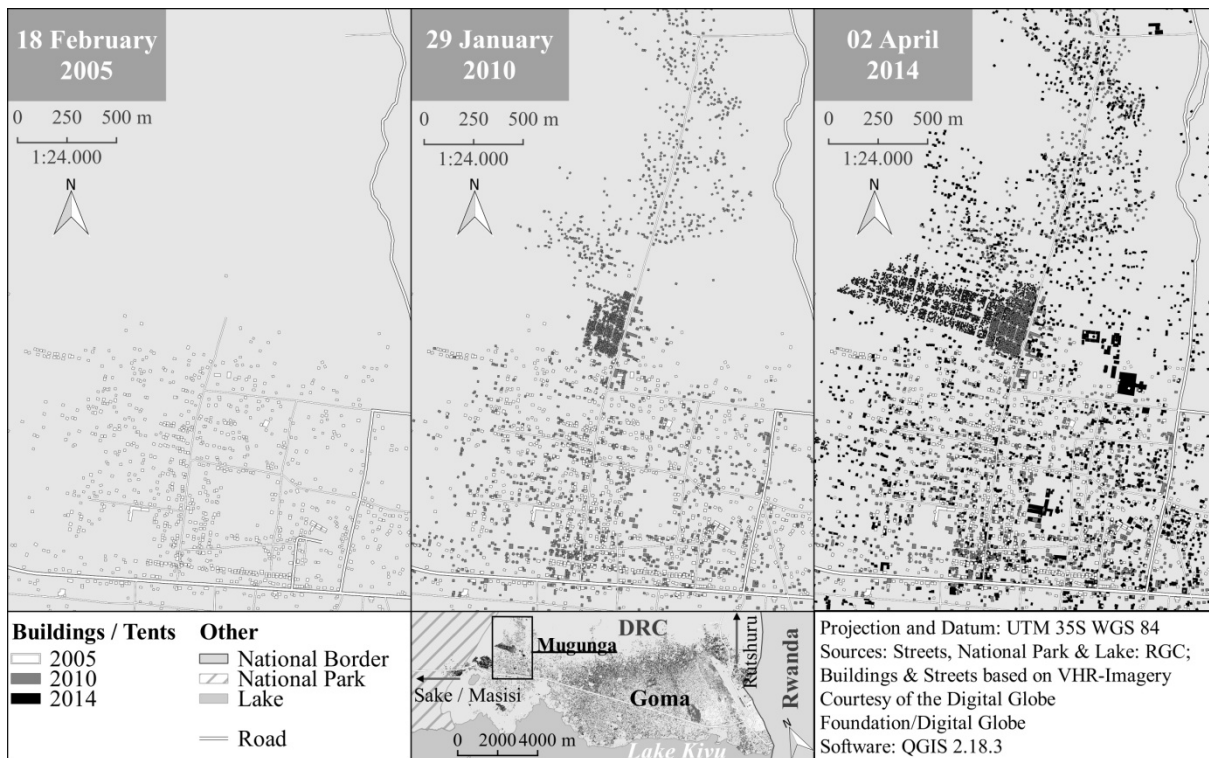 18 February
2005
0 250 500 m
1:24.000
N
29 January
2010
0 250 500 m
1:24.000
N
02 April
2014
0 250 500 m
1:24.000
N
Buildings / Tents
2005
2010
2014
Other
National Border
National Park
Lake
Road
DRC
Mugunga
Rutshuru
Rwanda
Sake / Masisi
Goma
0 2000 4000 m
Lake Kivu
N
Projection and Datum: UTM 35S WGS 84
Sources: Streets, National Park & Lake: RGC;
Buildings & Streets based on VHR-Imagery
Courtesy of the Digital Globe
Foundation/Digital Globe
Software: QGIS 2.18.3